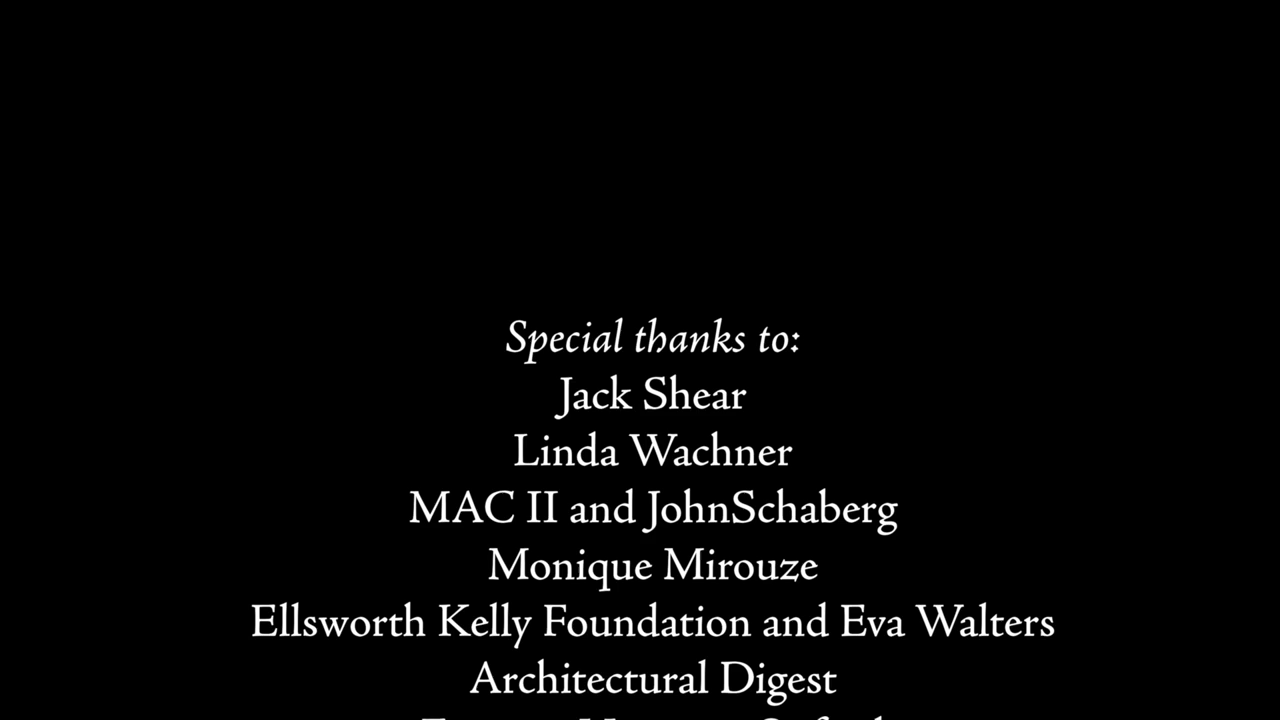 Special thanks to:
Jack Shear
Linda Wachner
MAC II and JohnSchaberg
Monique Mirouze
Ellsworth Kelly Foundation and Eva Walters
Architectural Digest